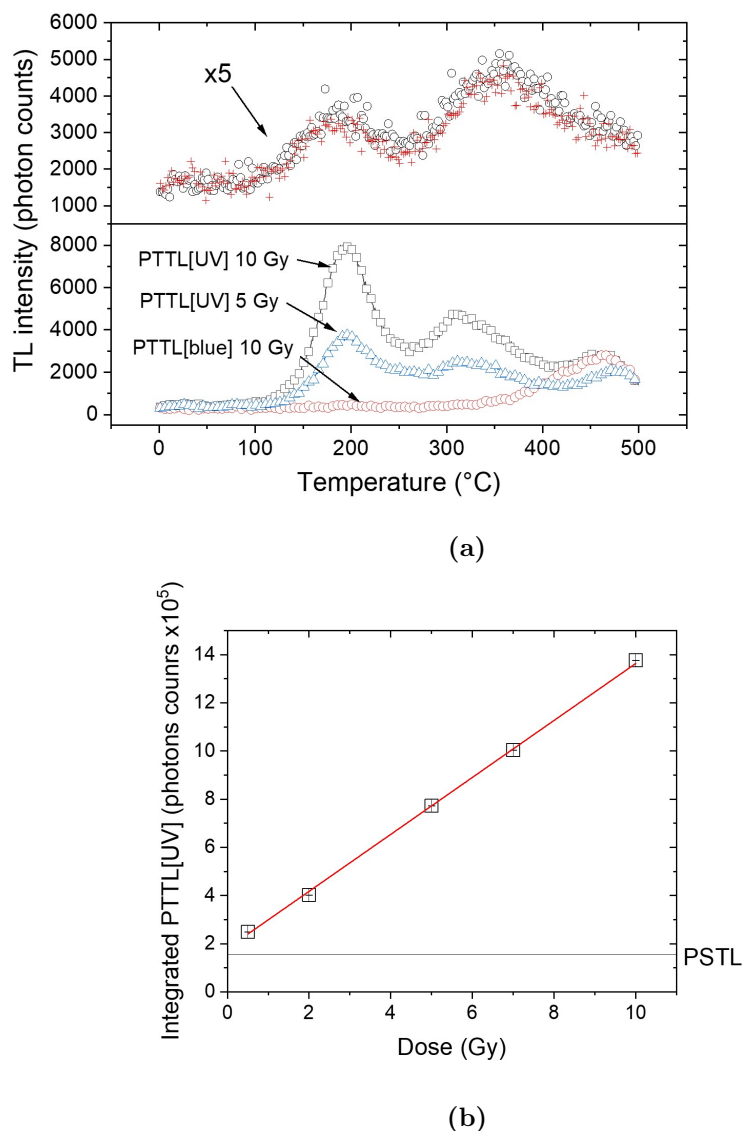 6000
5000
4000
3000
2000
1000
x5
8000
6000
4000
2000
0
PTTL[UV] 10 Gy
PTTL[UV] 5 Gy
PTTL[blue] 10 Gy
TL intensity (photon counts)
0 100 200 300 400 500
Temperature (°C)
(a)
14
12
10
8
6
4
2
0
Integrated PTTL[UV] (photons counrs x10⁵)
PSTL
0 2 4 6 8 10
Dose (Gy)
(b)